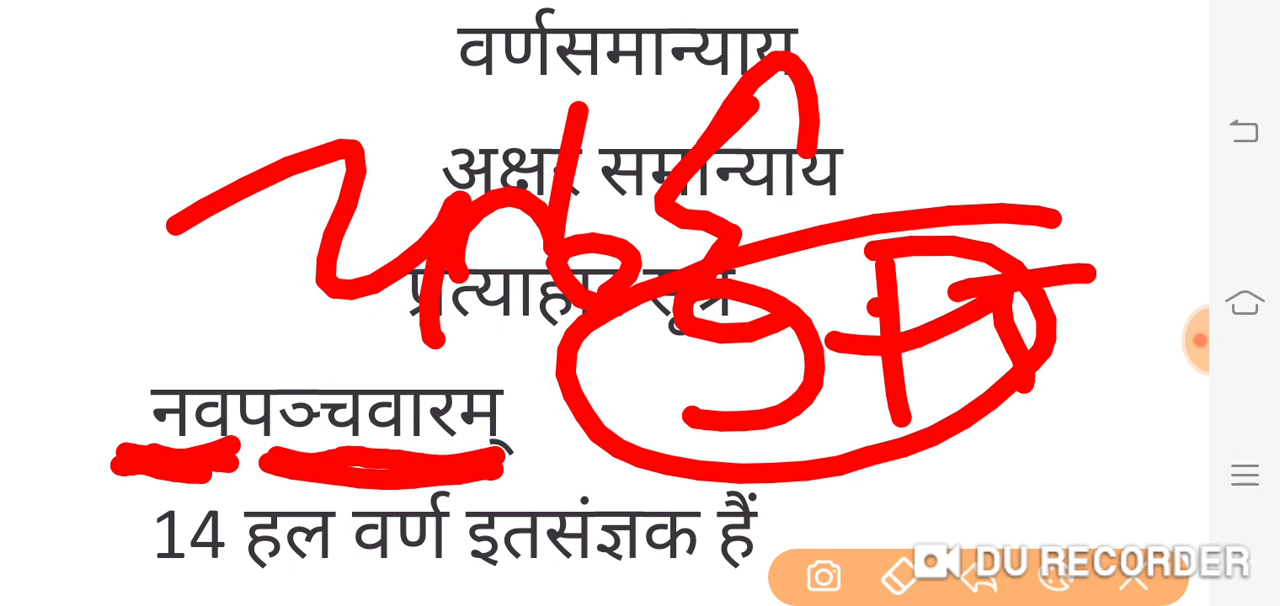 वर्णसमान्याय
अक्षर समान्याय
प्रत्याहार सूत्र
नवपञ्चवारम्
14 हल वर्ण इतसंज्ञक हैं
DU RECORDER